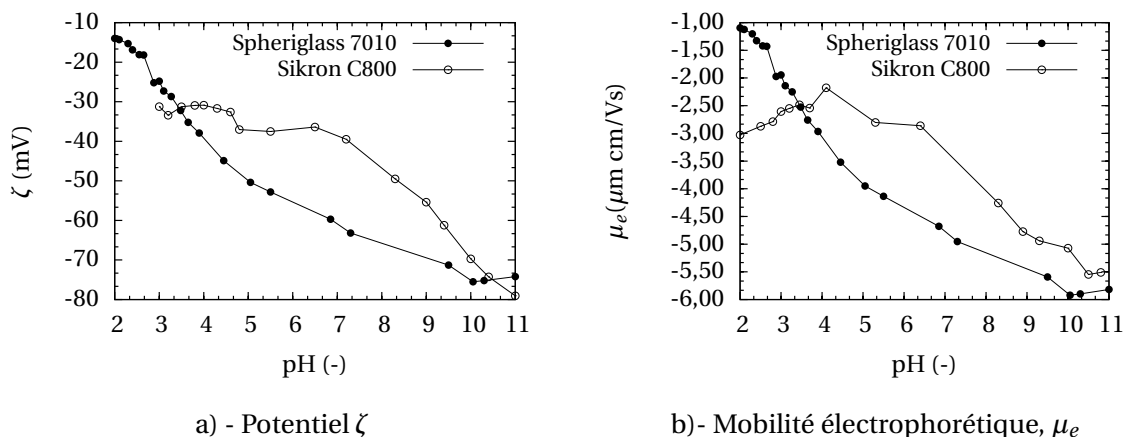 -10
-20
-30
-40
-50
-60
-70
-80
ζ (mV)
2 3 4 5 6 7 8 9 10 11
pH (-)
Spheriglass 7010
Sikron C800
a) - Potentiel ζ
-1,00
-1,50
-2,00
-2,50
-3,00
-3,50
-4,00
-4,50
-5,00
-5,50
-6,00
μe(μm cm/Vs)
2 3 4 5 6 7 8 9 10 11
pH (-)
Spheriglass 7010
Sikron C800
b)- Mobilité électrophorétique, μe